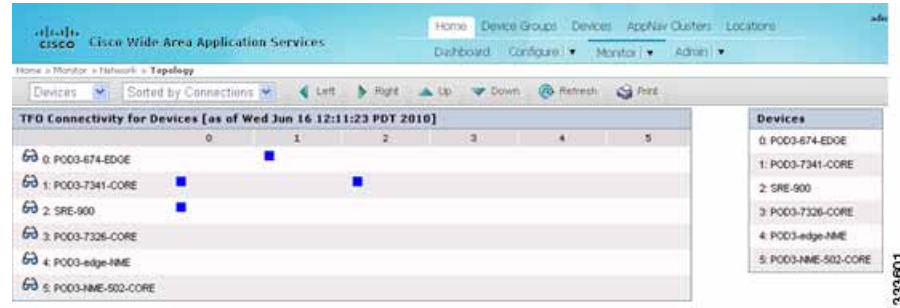 Home Device Groups Devices AppNav Clusters Locations
cisco Cisco Wide Area Application Services
Dashboard Configure | Monitor | Admin |
Home > Monitor > Network > Topology
Devices Sorted by Connections Left Right Up Down Refresh Print
TFO Connectivity for Devices [as of Wed Jun 16 12:11:23 PDT 2010]
0 1 2 3 4 5
0: POD3-674-EDGE
1: POD3-7341-CORE
2: SRE-900
3: POD3-7326-CORE
4: POD3-edge-NME
5: POD3-NME-502-CORE
Devices
0: POD3-674-EDGE
1: POD3-7341-CORE
2: SRE-900
3: POD3-7326-CORE
4: POD3-edge-NME
5: POD3-NME-502-CORE